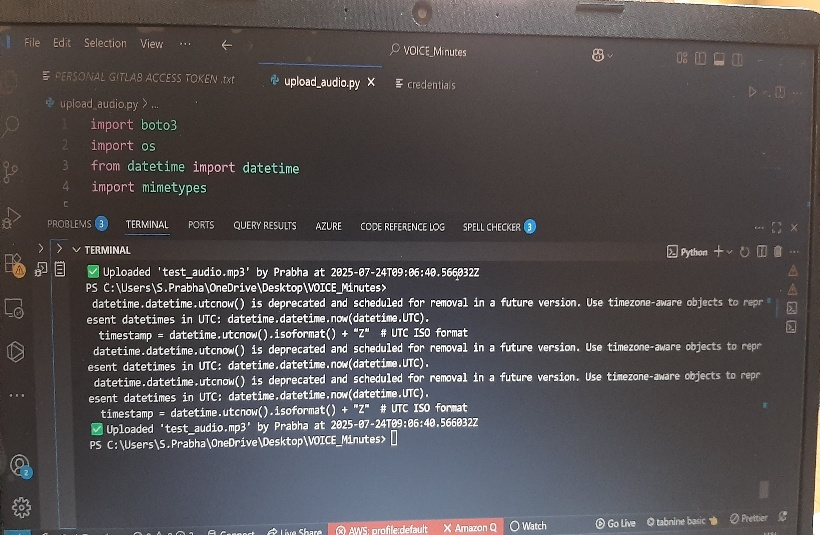 File Edit Selection View ... VOICE_Minutes
PERSONAL GITLAB ACCESS TOKEN .txt upload_audio.py credentials
upload_audio.py > ...
1 import boto3
2 import os
3 from datetime import datetime
4 import mimetypes
PROBLEMS 3 TERMINAL PORTS QUERY RESULTS AZURE CODE REFERENCE LOG SPELL CHECKER 3
TERMINAL Python
✅ Uploaded 'test_audio.mp3' by Prabha at 2025-07-24T09:06:40.566032Z
PS C:\Users\S.Prabha\OneDrive\Desktop\VOICE_Minutes>
datetime.datetime.utcnow() is deprecated and scheduled for removal in a future version. Use timezone-aware objects to repr
esent datetimes in UTC: datetime.datetime.now(datetime.UTC).
timestamp = datetime.utcnow().isoformat() + "Z" # UTC ISO format
datetime.datetime.utcnow() is deprecated and scheduled for removal in a future version. Use timezone-aware objects to repr
esent datetimes in UTC: datetime.datetime.now(datetime.UTC).
datetime.datetime.utcnow() is deprecated and scheduled for removal in a future version. Use timezone-aware objects to repr
esent datetimes in UTC: datetime.datetime.now(datetime.UTC).
timestamp = datetime.utcnow().isoformat() + "Z" # UTC ISO format
✅ Uploaded 'test_audio.mp3' by Prabha at 2025-07-24T09:06:40.566032Z
PS C:\Users\S.Prabha\OneDrive\Desktop\VOICE_Minutes>
2
Connect Live Share AWS: profile:default Amazon Q Watch Go Live tabnine basic Prettier